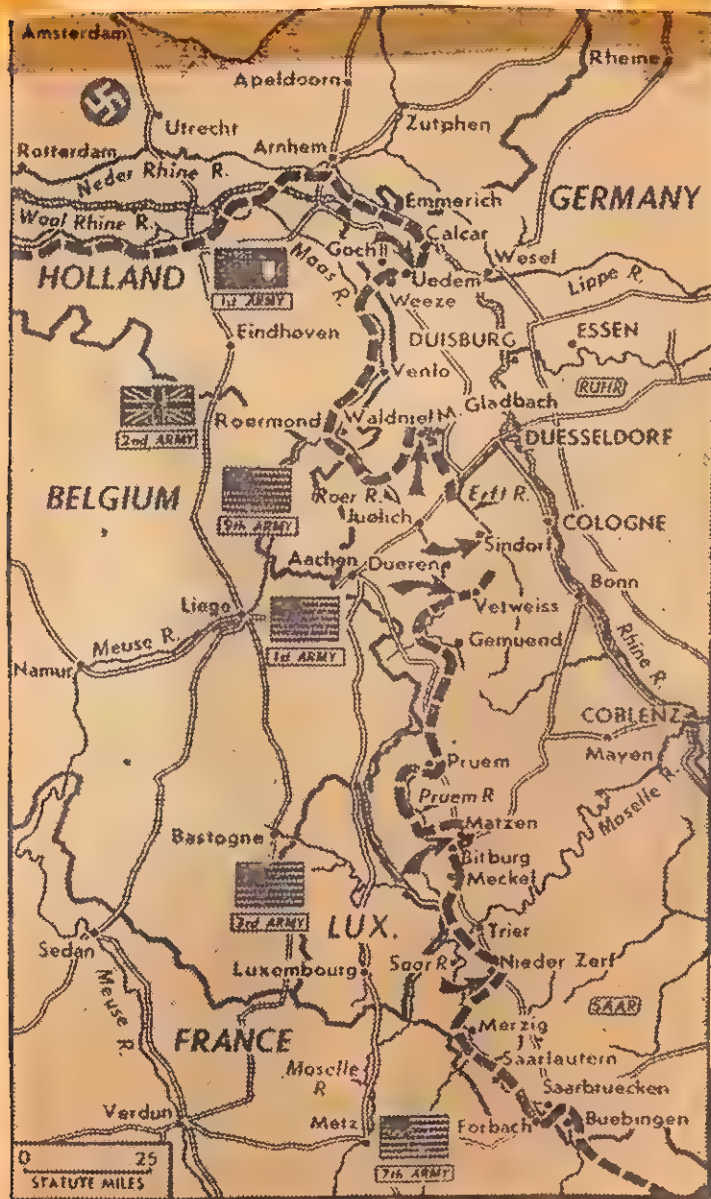 Amsterdam
Apeldoorn
Rheine
Utrecht
Zutphen
Rotterdam
Arnhem
Neder Rhine R.
Emmerich
GERMANY
Waal Rhine R.
Calcar
Goch
Wesel
HOLLAND
Maas R.
Uedem
Lippe R.
1st ARMY
Weeze
Eindhoven
DUISBURG
ESSEN
Venlo
RUHR
2nd ARMY
Roermond
Waldniel
M. Gladbach
DUESSELDORF
BELGIUM
9th ARMY
Roer R.
Erft R.
Juelich
COLOGNE
Sindorf
Aachen
Dueren
Bonn
Liege
Vetweiss
1st ARMY
Meuse R.
Gemuend
Rhine R.
Namur
COBLENZ
Pruem
Mayen
Pruem R
Moselle R.
Matzen
Bastogne
Bitburg
Meckel
3rd ARMY
LUX.
Trier
Sedan
Luxembourg
Saar R.
Nieder Zerf
Meuse R.
SAAR
FRANCE
Merzig
Moselle R
Saarlautern
Saarbruecken
Verdun
Metz
Forbach
Buebingen
0 25
STATUTE MILES
7th ARMY